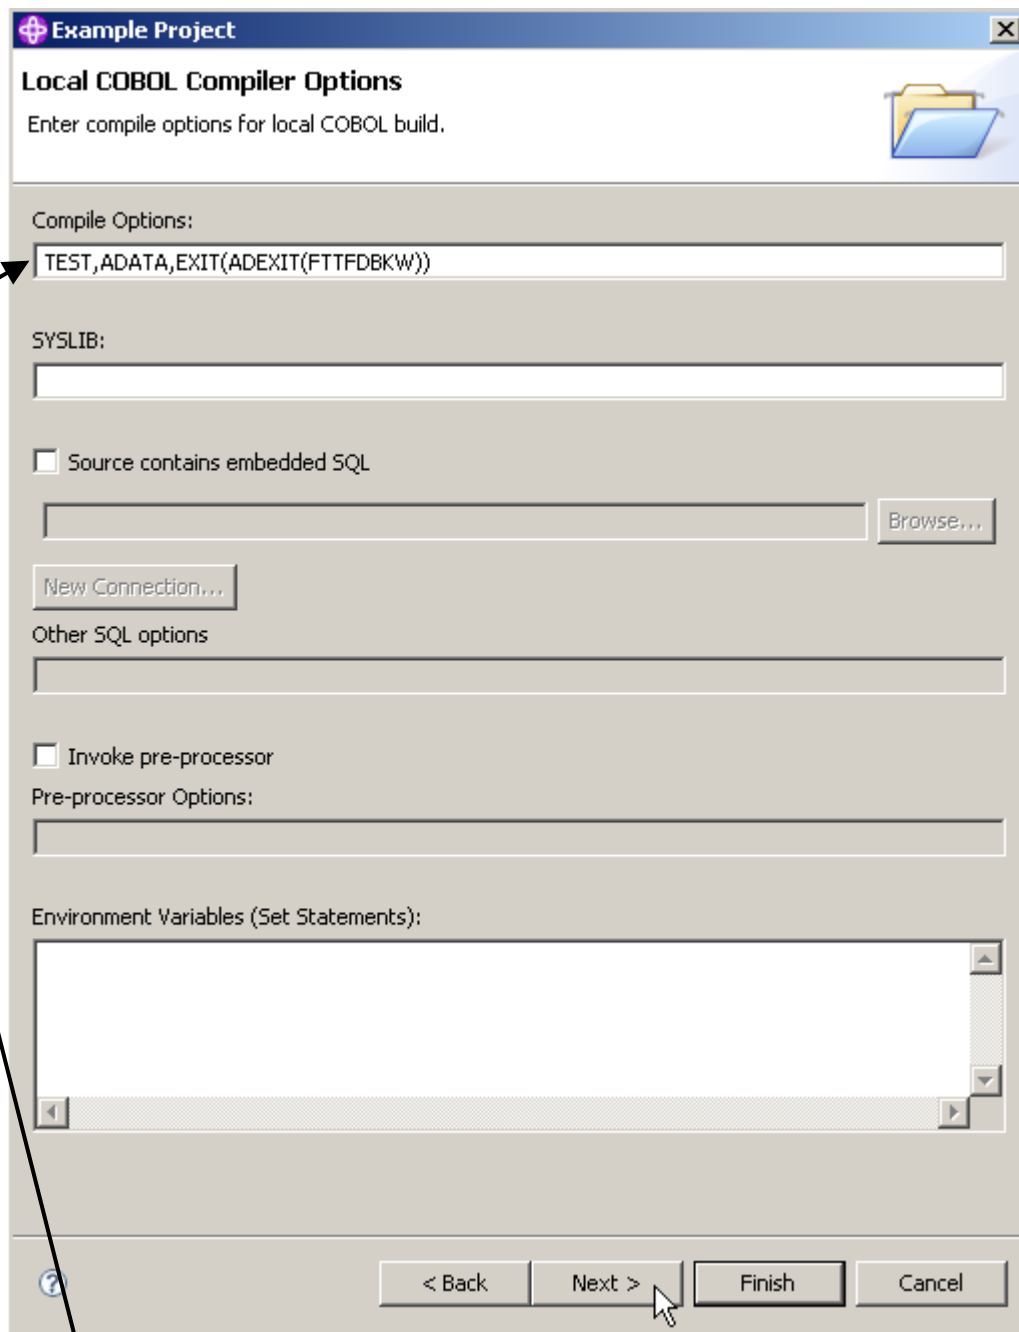 Example Project
Local COBOL Compiler Options
Enter compile options for local COBOL build.
Compile Options:
TEST,ADATA,EXIT(ADEXIT(FTTFDBKW))
SYSLIB:
Source contains embedded SQL
Browse...
New Connection...
Other SQL options
Invoke pre-processor
Pre-processor Options:
Environment Variables (Set Statements):
? < Back Next > Finish Cancel